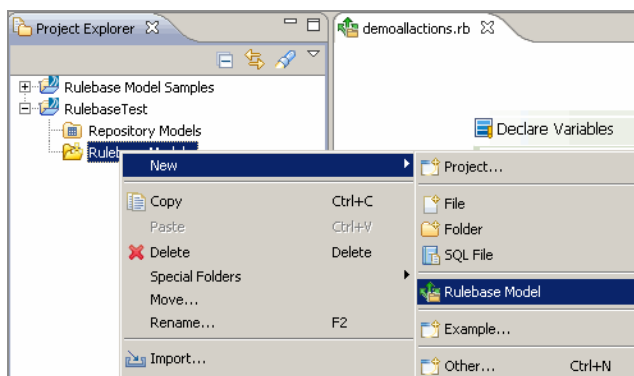 Project Explorer
demoallactions.rb
Rulebase Model Samples
RulebaseTest
Declare Variables
Repository Models
New
Project...
Copy Ctrl+C
File
Paste Ctrl+V
Folder
Delete Delete
SQL File
Special Folders
Move...
Rulebase Model
Rename... F2
Example...
Import...
Other... Ctrl+N